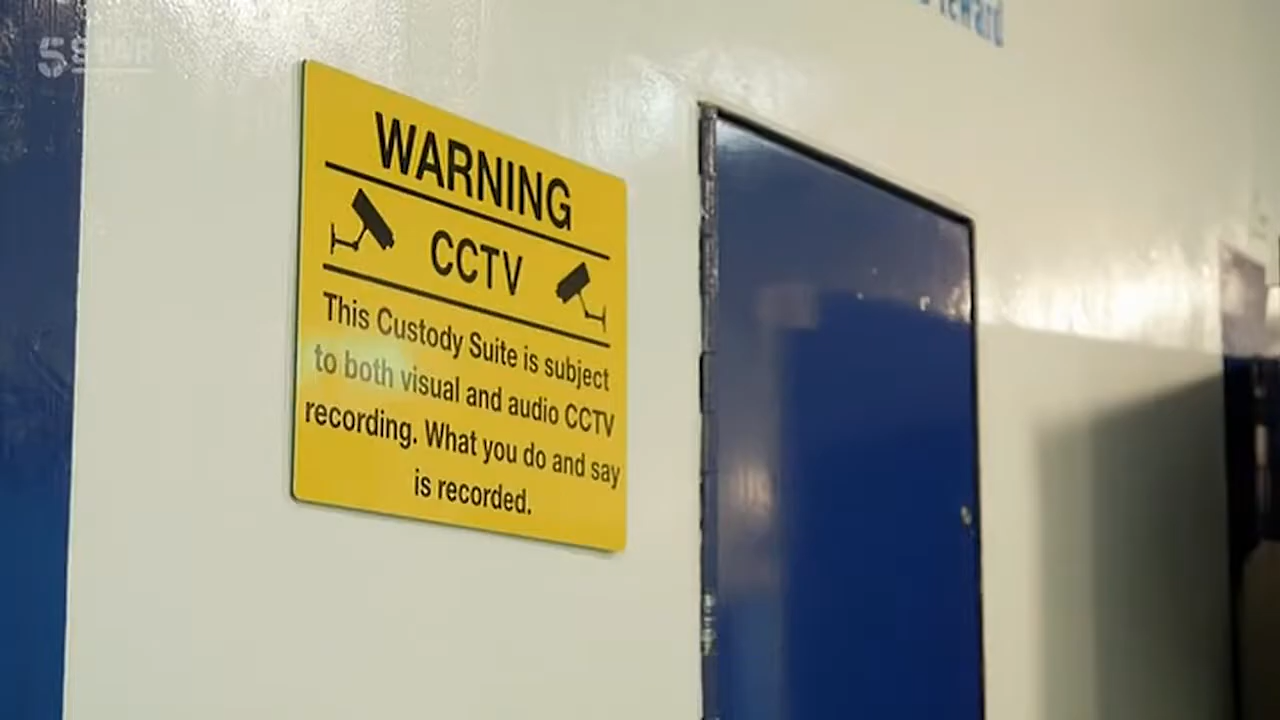 5STAR
WARNING
CCTV
This Custody Suite is subject
to both visual and audio CCTV
recording. What you do and say
is recorded.